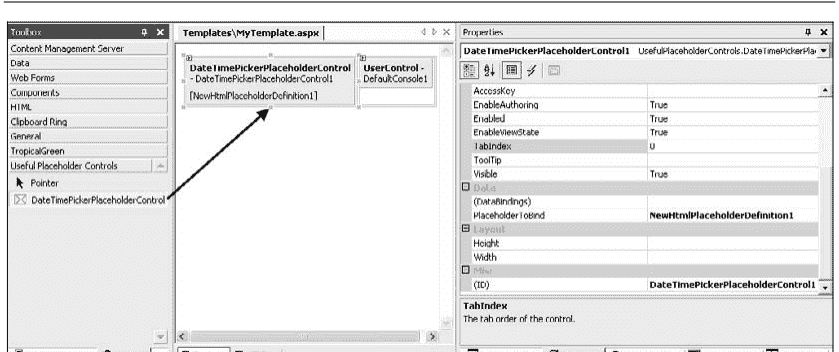 Toolbox
Content Management Server
Data
Web Forms
Components
HTML
Clipboard Ring
General
TropicalGreen
Useful Placeholder Controls
Pointer
DateTimePickerPlaceholderControl
Templates\MyTemplate.aspx
DateTimePickerPlaceholderControl
- DateTimePickerPlaceholderControl1
[NewHtmlPlaceholderDefinition1]
UserControl -
DefaultConsole1
Properties
DateTimePickerPlaceholderControl1 UsefulPlaceholderControls.DateTimePickerPla
AccessKey
EnableAuthoring True
Enabled True
EnableViewState True
TabIndex 0
ToolTip
Visible True
Data
(DataBindings)
PlaceholderToBind NewHtmlPlaceholderDefinition1
Layout
Height
Width
Misc
(ID) DateTimePickerPlaceholderControl1
TabIndex
The tab order of the control.